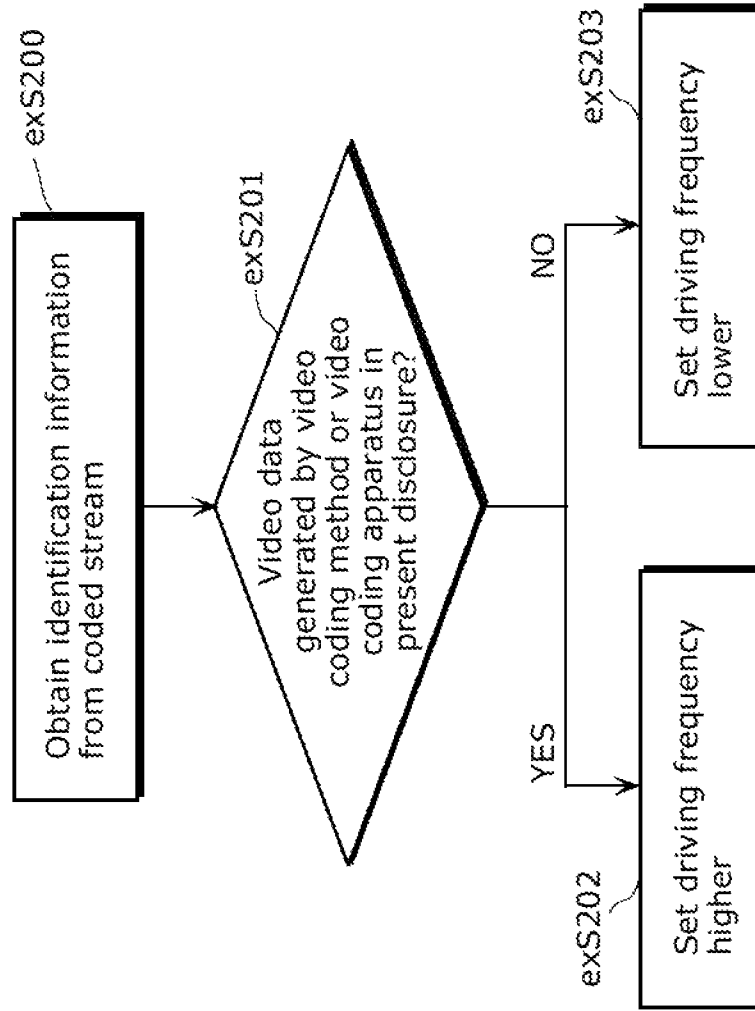 exS200
Obtain identification information
from coded stream
exS201
Video data
generated by video
coding method or video
coding apparatus in
present disclosure?
YES
NO
exS202
Set driving frequency
higher
exS203
Set driving frequency
lower